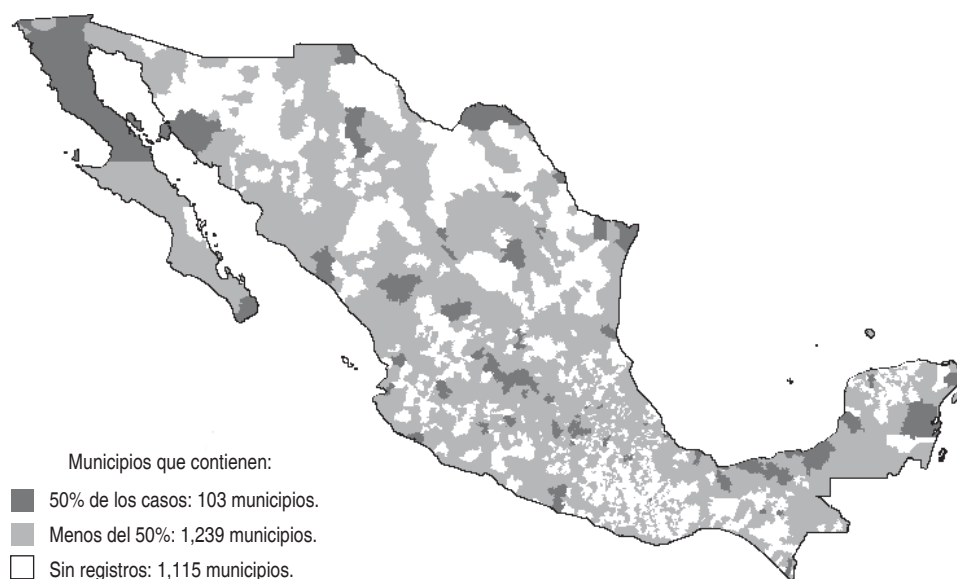 Municipios que contienen:
50% de los casos: 103 municipios.
Menos del 50%: 1,239 municipios.
Sin registros: 1,115 municipios.